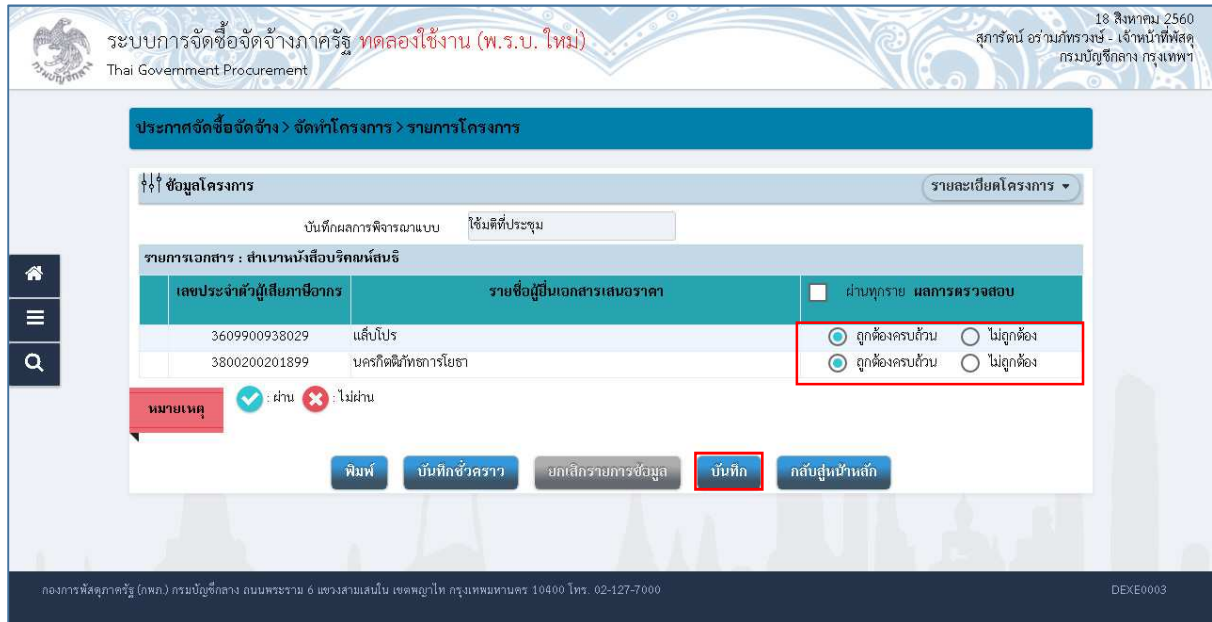 18 สิงหาคม 2560
ระบบการจัดซื้อจัดจ้างภาครัฐ ทดลองใช้งาน (พ.ร.บ. ใหม่)
สุภารัตน์ อร่ามภัทรวงษ์ - เจ้าหน้าที่พัสดุ
Thai Government Procurement
กรมบัญชีกลาง กรุงเทพฯ
ประกาศจัดซื้อจัดจ้าง > จัดทำโครงการ > รายการโครงการ
ข้อมูลโครงการ
รายละเอียดโครงการ
บันทึกผลการพิจารณาแบบ ใช้มติที่ประชุม
รายการเอกสาร : สำเนาหนังสือบริคณห์สนธิ
เลขประจำตัวผู้เสียภาษีอากร รายชื่อผู้ยื่นเอกสารเสนอราคา ผ่านทุกราย ผลการตรวจสอบ
3609900938029 แล็บโปร ถูกต้องครบถ้วน ไม่ถูกต้อง
3800200201899 นครกิตติภัทธการโยธา ถูกต้องครบถ้วน ไม่ถูกต้อง
หมายเหตุ : ผ่าน : ไม่ผ่าน
พิมพ์ บันทึกชั่วคราว ยกเลิกรายการข้อมูล บันทึก กลับสู่หน้าหลัก
กองการพัสดุภาครัฐ (กพภ.) กรมบัญชีกลาง ถนนพระราม 6 แขวงสามเสนใน เขตพญาไท กรุงเทพมหานคร 10400 โทร. 02-127-7000
DEXE0003